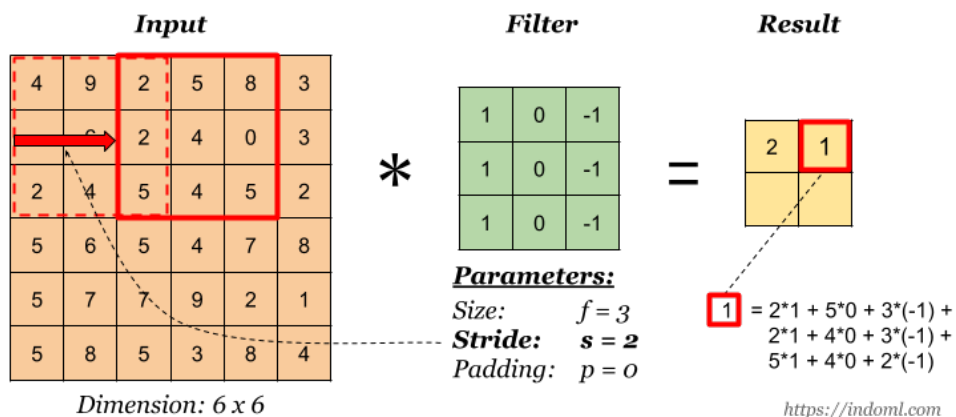 Input Filter Result
4 9 2 5 8 3
6 2 4 0 3
2 4 5 4 5 2
5 6 5 4 7 8
5 7 7 9 2 1
5 8 5 3 8 4
Dimension: 6 x 6
*
1 0 -1
1 0 -1
1 0 -1
Parameters:
Size: f = 3
Stride: s = 2
Padding: p = 0
=
2 1
1 = 2*1 + 5*0 + 3*(-1) +
2*1 + 4*0 + 3*(-1) +
5*1 + 4*0 + 2*(-1)
https://indoml.com